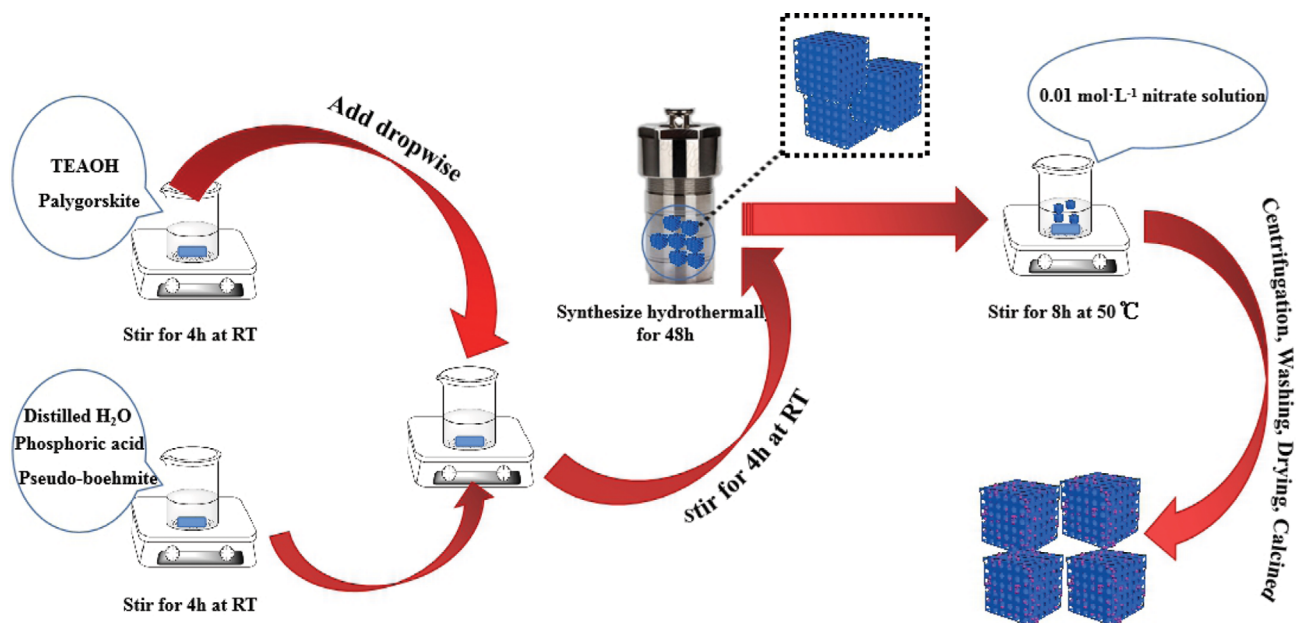 TEAOH
Palygorskite
Stir for 4h at RT
Add dropwise
Distilled H₂O
Phosphoric acid
Pseudo-boehmite
Stir for 4h at RT
Stir for 4h at RT
Synthesize hydrothermall
for 48h
0.01 mol·L⁻¹ nitrate solution
Stir for 8h at 50 ℃
Centrifugation, Washing, Drying, Calcined